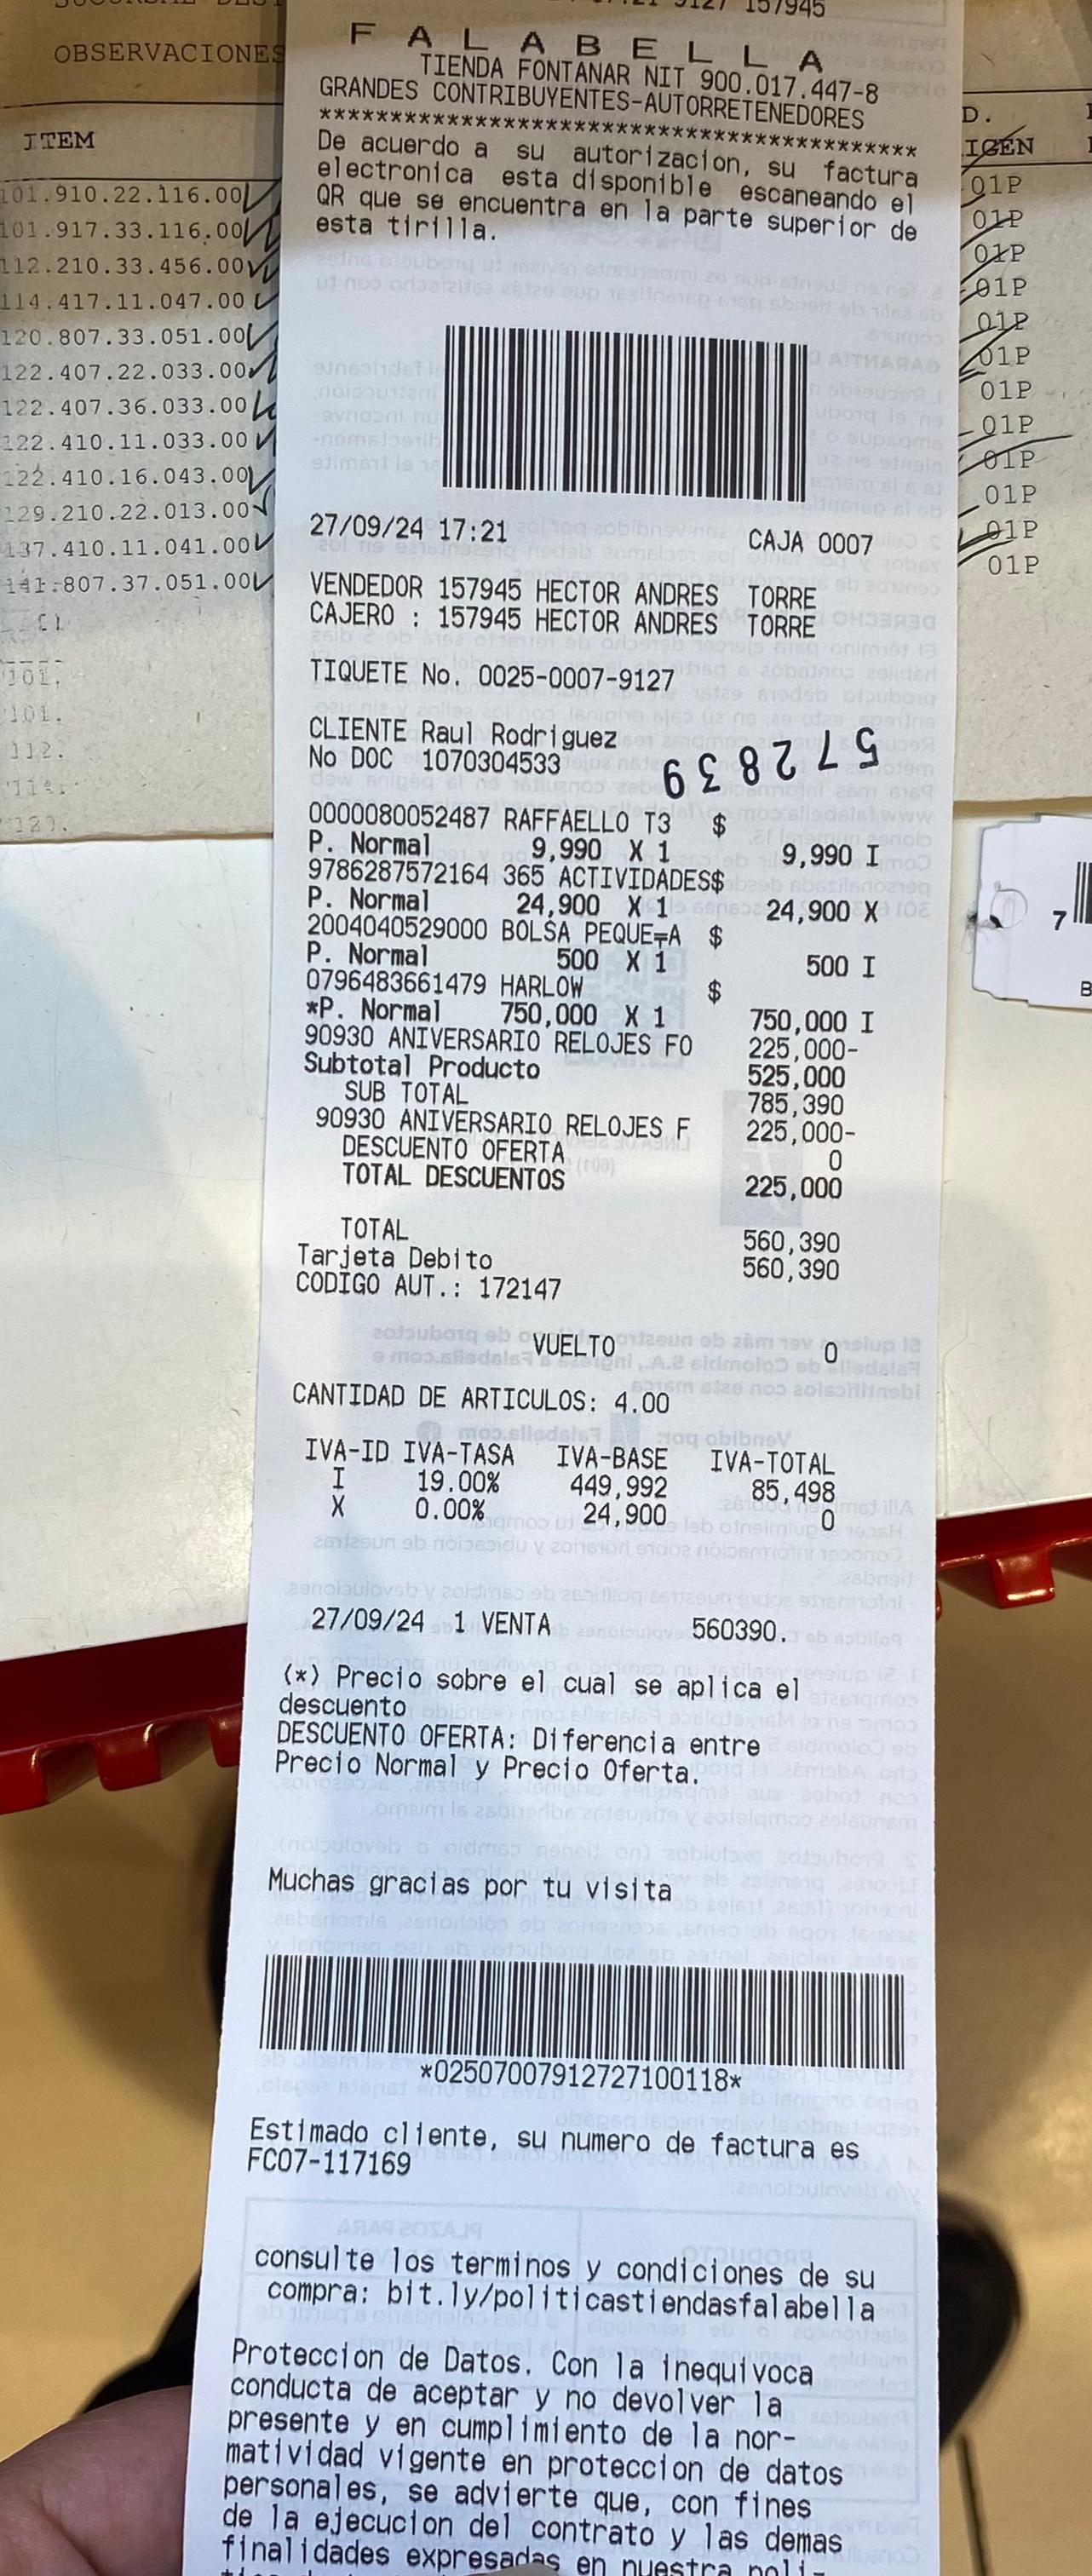 9127 157945
OBSERVACIONES
ITEM
101.910.22.116.00
101.917.33.116.00
112.210.33.456.00
114.417.11.047.00
120.807.33.051.00
122.407.22.033.00
122.407.36.033.00
122.410.11.033.00
122.410.16.043.00
129.210.22.013.00
137.410.11.041.00
141.807.37.051.00
101.
101.
112.
D.
IGEN
01P
01P
01P
01P
01P
01P
01P
01P
01P
01P
01P
01P
F A L A B E L L A
TIENDA FONTANAR NIT 900.017.447-8
GRANDES CONTRIBUYENTES-AUTORRETENEDORES
******************************************
De acuerdo a su autorizacion, su factura
electronica esta disponible escaneando el
QR que se encuentra en la parte superior de
esta tirilla.
27/09/24 17:21 CAJA 0007
VENDEDOR 157945 HECTOR ANDRES TORRE
CAJERO : 157945 HECTOR ANDRES TORRE
TIQUETE No. 0025-0007-9127
CLIENTE Raul Rodriguez
No DOC 1070304533
572839
0000080052487 RAFFAELLO T3 $
P. Normal 9,990 X 1 9,990 I
9786287572164 365 ACTIVIDADES$
P. Normal 24,900 X 1 24,900 X
2004040529000 BOLSA PEQUE╤A $
P. Normal 500 X 1 500 I
0796483661479 HARLOW $
*P. Normal 750,000 X 1 750,000 I
90930 ANIVERSARIO RELOJES FO 225,000-
Subtotal Producto 525,000
SUB TOTAL 785,390
90930 ANIVERSARIO RELOJES F 225,000-
DESCUENTO OFERTA 0
TOTAL DESCUENTOS 225,000
TOTAL 560,390
Tarjeta Debito 560,390
CODIGO AUT.: 172147
VUELTO 0
CANTIDAD DE ARTICULOS: 4.00
IVA-ID IVA-TASA IVA-BASE IVA-TOTAL
I 19.00% 449,992 85,498
X 0.00% 24,900 0
27/09/24 1 VENTA 560390.
(*) Precio sobre el cual se aplica el
descuento
DESCUENTO OFERTA: Diferencia entre
Precio Normal y Precio Oferta.
Muchas gracias por tu visita
*02507007912727100118*
Estimado cliente, su numero de factura es
FC07-117169
consulte los terminos y condiciones de su
compra: bit.ly/politicastiendasfalabella
Proteccion de Datos. Con la inequivoca
conducta de aceptar y no devolver la
presente y en cumplimiento de la nor-
matividad vigente en proteccion de datos
personales, se advierte que, con fines
de la ejecucion del contrato y las demas
finalidades expresadas en nuestra poli-
7
B